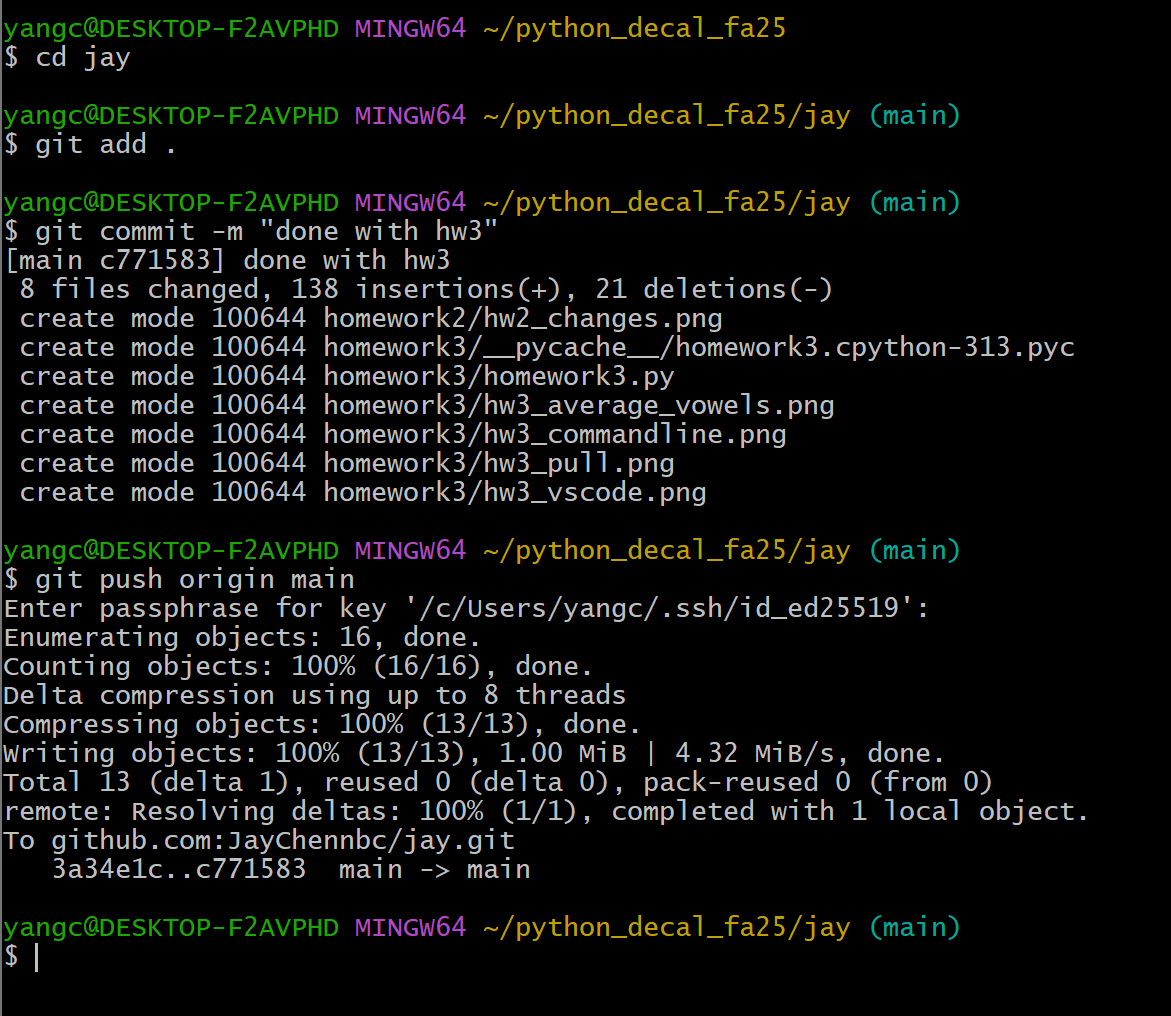 yangc@DESKTOP-F2AVPHD MINGW64 ~/python_decal_fa25
$ cd jay
yangc@DESKTOP-F2AVPHD MINGW64 ~/python_decal_fa25/jay (main)
$ git add .
yangc@DESKTOP-F2AVPHD MINGW64 ~/python_decal_fa25/jay (main)
$ git commit -m "done with hw3"
[main c771583] done with hw3
 8 files changed, 138 insertions(+), 21 deletions(-)
 create mode 100644 homework2/hw2_changes.png
 create mode 100644 homework3/__pycache__/homework3.cpython-313.pyc
 create mode 100644 homework3/homework3.py
 create mode 100644 homework3/hw3_average_vowels.png
 create mode 100644 homework3/hw3_commandline.png
 create mode 100644 homework3/hw3_pull.png
 create mode 100644 homework3/hw3_vscode.png
yangc@DESKTOP-F2AVPHD MINGW64 ~/python_decal_fa25/jay (main)
$ git push origin main
Enter passphrase for key '/c/Users/yangc/.ssh/id_ed25519':
Enumerating objects: 16, done.
Counting objects: 100% (16/16), done.
Delta compression using up to 8 threads
Compressing objects: 100% (13/13), done.
Writing objects: 100% (13/13), 1.00 MiB | 4.32 MiB/s, done.
Total 13 (delta 1), reused 0 (delta 0), pack-reused 0 (from 0)
remote: Resolving deltas: 100% (1/1), completed with 1 local object.
To github.com:JayChennbc/jay.git
   3a34e1c..c771583  main -> main
yangc@DESKTOP-F2AVPHD MINGW64 ~/python_decal_fa25/jay (main)
$